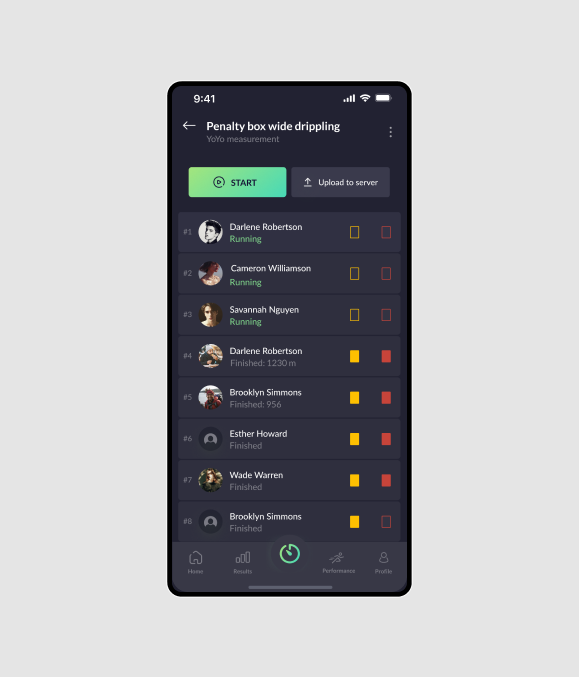 9:41
Penalty box wide drippling
YoYo measurement
START
Upload to server
#1
Darlene Robertson
Running
#2
Cameron Williamson
Running
#3
Savannah Nguyen
Running
#4
Darlene Robertson
Finished: 1230 m
#5
Brooklyn Simmons
Finished: 956
#6
Esther Howard
Finished
#7
Wade Warren
Finished
#8
Brooklyn Simmons
Finished
Home
Results
Performance
Profile